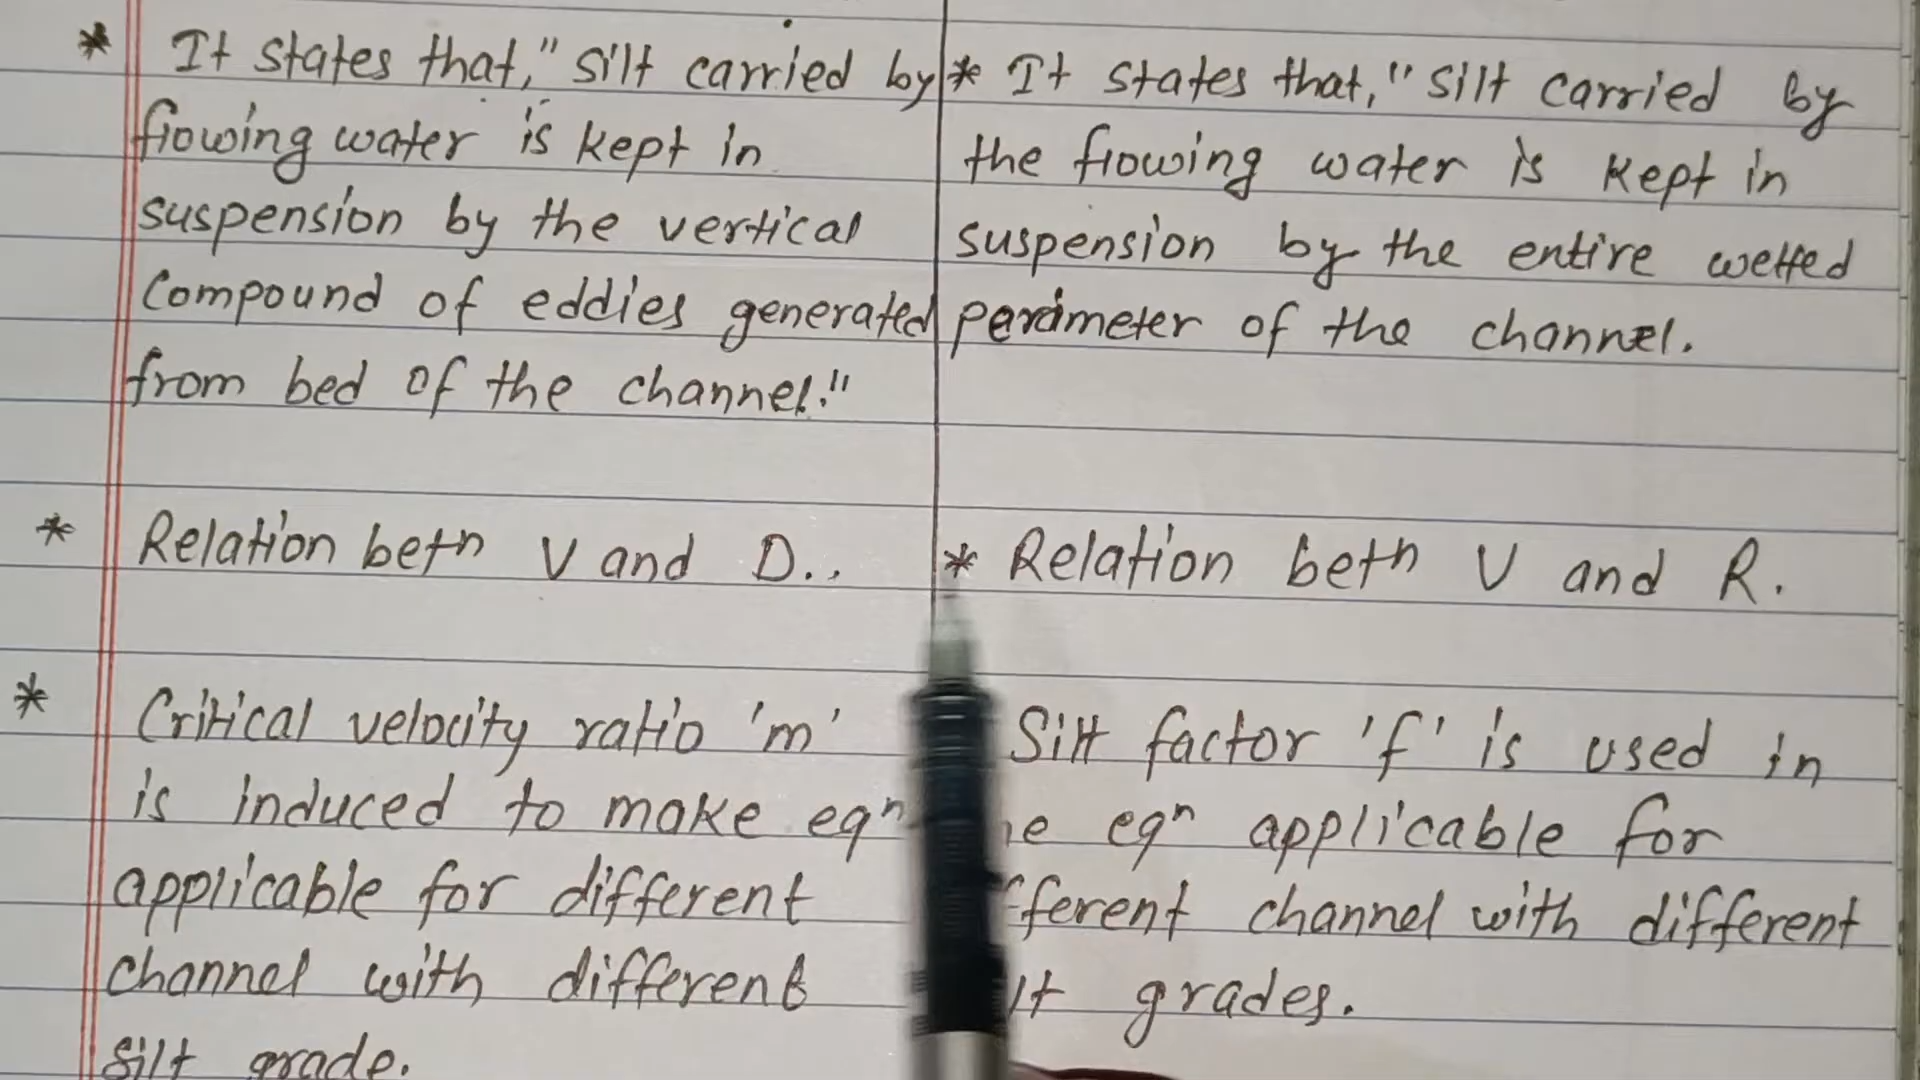 * It states that," silt carried by
flowing water is kept in
suspension by the vertical
Compound of eddies generated
from bed of the channel."
* Relation betn V and D..
* Critical velocity ratio 'm'
is induced to make eqn
applicable for different
channel with different
silt grade.
* It states that," silt carried by
the flowing water is kept in
suspension by the entire wetted
perimeter of the channel.
* Relation betn V and R.
Silt factor 'f' is used in
eqn applicable for
channel with different
grades.